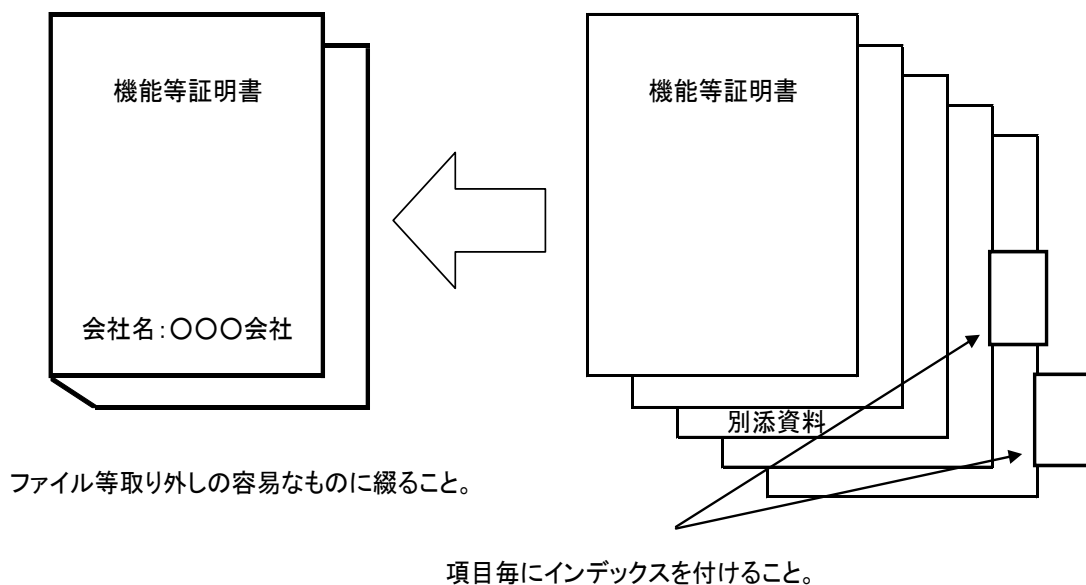 機能等証明書
会社名：〇〇〇会社
機能等証明書
別添資料
ファイル等取り外しの容易なものに綴ること。
項目毎にインデックスを付けること。